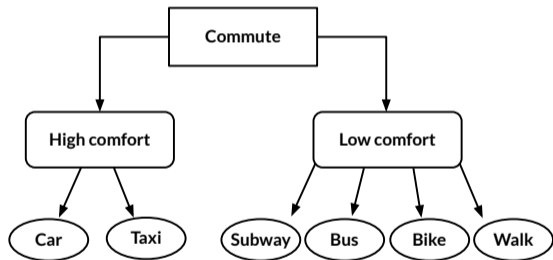 Commute
High comfort
Low comfort
Car
Taxi
Subway
Bus
Bike
Walk